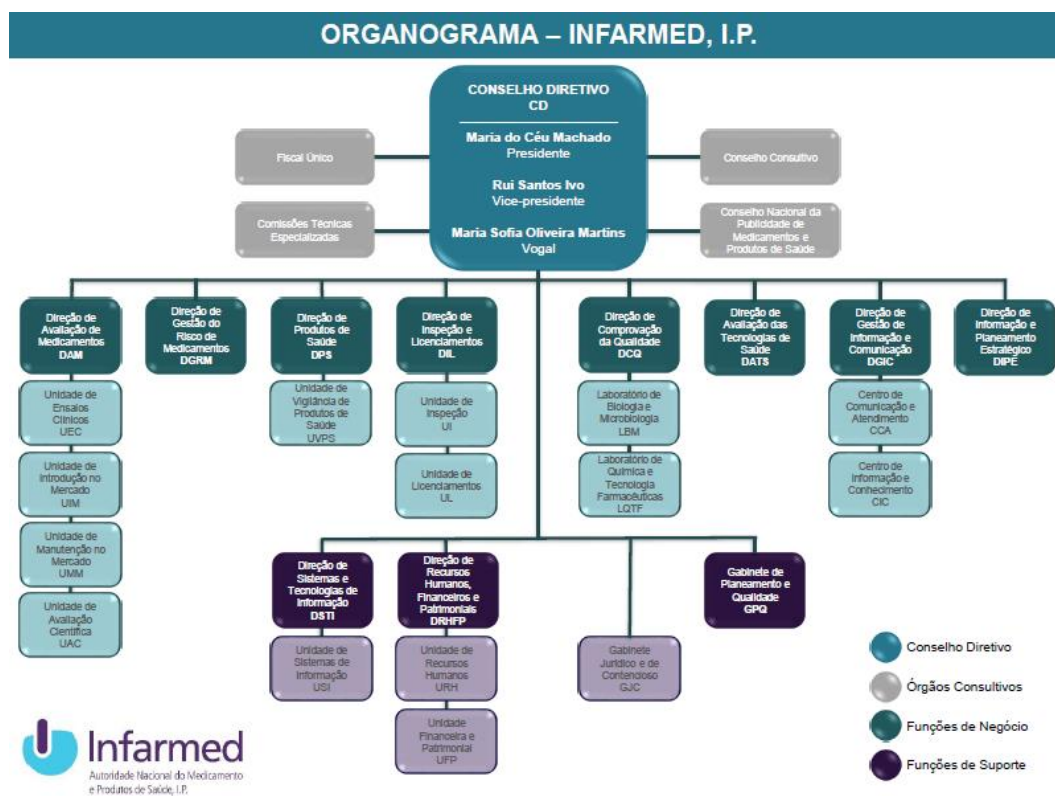 ORGANOGRAMA – INFARMED, I.P.
CONSELHO DIRETIVO
CD
Maria do Céu Machado
Presidente
Rui Santos Ivo
Vice-presidente
Maria Sofia Oliveira Martins
Vogal
Fiscal Único
Conselho Consultivo
Comissões Técnicas
Especializadas
Conselho Nacional da
Publicidade de
Medicamentos e
Produtos de Saúde
Direção de
Avaliação de
Medicamentos
DAM
Direção de
Gestão do
Risco de
Medicamentos
DGRM
Direção de
Produtos de
Saúde
DPS
Direção de
Inspeção e
Licenciamentos
DIL
Direção de
Comprovação
da Qualidade
DCQ
Direção de
Avaliação das
Tecnologias de
Saúde
DATS
Direção de
Gestão de
Informação e
Comunicação
DGIC
Direção de
Informação e
Planeamento
Estratégico
DIPE
Unidade de
Ensaios
Clínicos
UEC
Unidade de
Vigilância de
Produtos de
Saúde
UVPS
Unidade de
Inspeção
UI
Laboratório de
Biologia e
Microbiologia
LBM
Centro de
Comunicação e
Atendimento
CCA
Unidade de
Introdução no
Mercado
UIM
Unidade de
Licenciamentos
UL
Laboratório de
Química e
Tecnologia
Farmacêuticas
LQTF
Centro de
Informação e
Conhecimento
CIC
Unidade de
Manutenção no
Mercado
UMM
Unidade de
Avaliação
Científica
UAC
Direção de
Sistemas e
Tecnologias de
Informação
DSTI
Direção de
Recursos
Humanos,
Financeiros e
Patrimoniais
DRHFP
Gabinete de
Planeamento e
Qualidade
GPQ
Unidade de
Sistemas de
Informação
USI
Unidade de
Recursos
Humanos
URH
Gabinete
Jurídico e de
Contencioso
GJC
Unidade
Financeira e
Patrimonial
UFP
Conselho Diretivo
Órgãos Consultivos
Funções de Negócio
Funções de Suporte
Infarmed
Autoridade Nacional do Medicamento
e Produtos de Saúde, I.P.